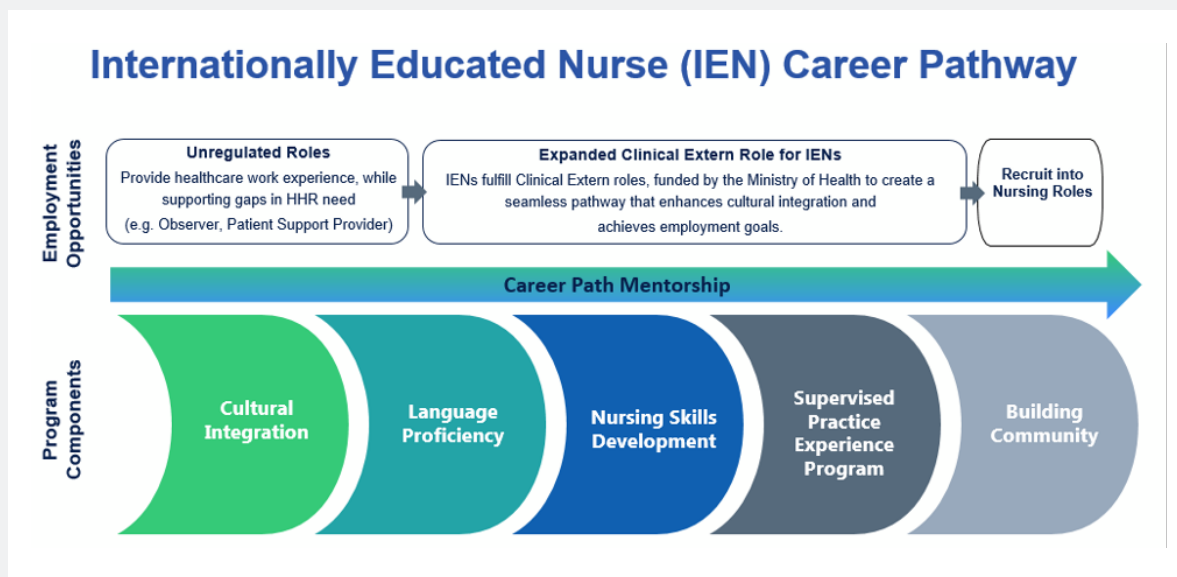 Internationally Educated Nurse (IEN) Career Pathway
Employment
Opportunities
Unregulated Roles
Provide healthcare work experience, while
supporting gaps in HHR need
(e.g. Observer, Patient Support Provider)
Expanded Clinical Extern Role for IENs
IENs fulfill Clinical Extern roles, funded by the Ministry of Health to create a
seamless pathway that enhances cultural integration and
achieves employment goals.
Recruit into
Nursing Roles
Career Path Mentorship
Program
Components
Cultural
Integration
Language
Proficiency
Nursing Skills
Development
Supervised
Practice
Experience
Program
Building
Community